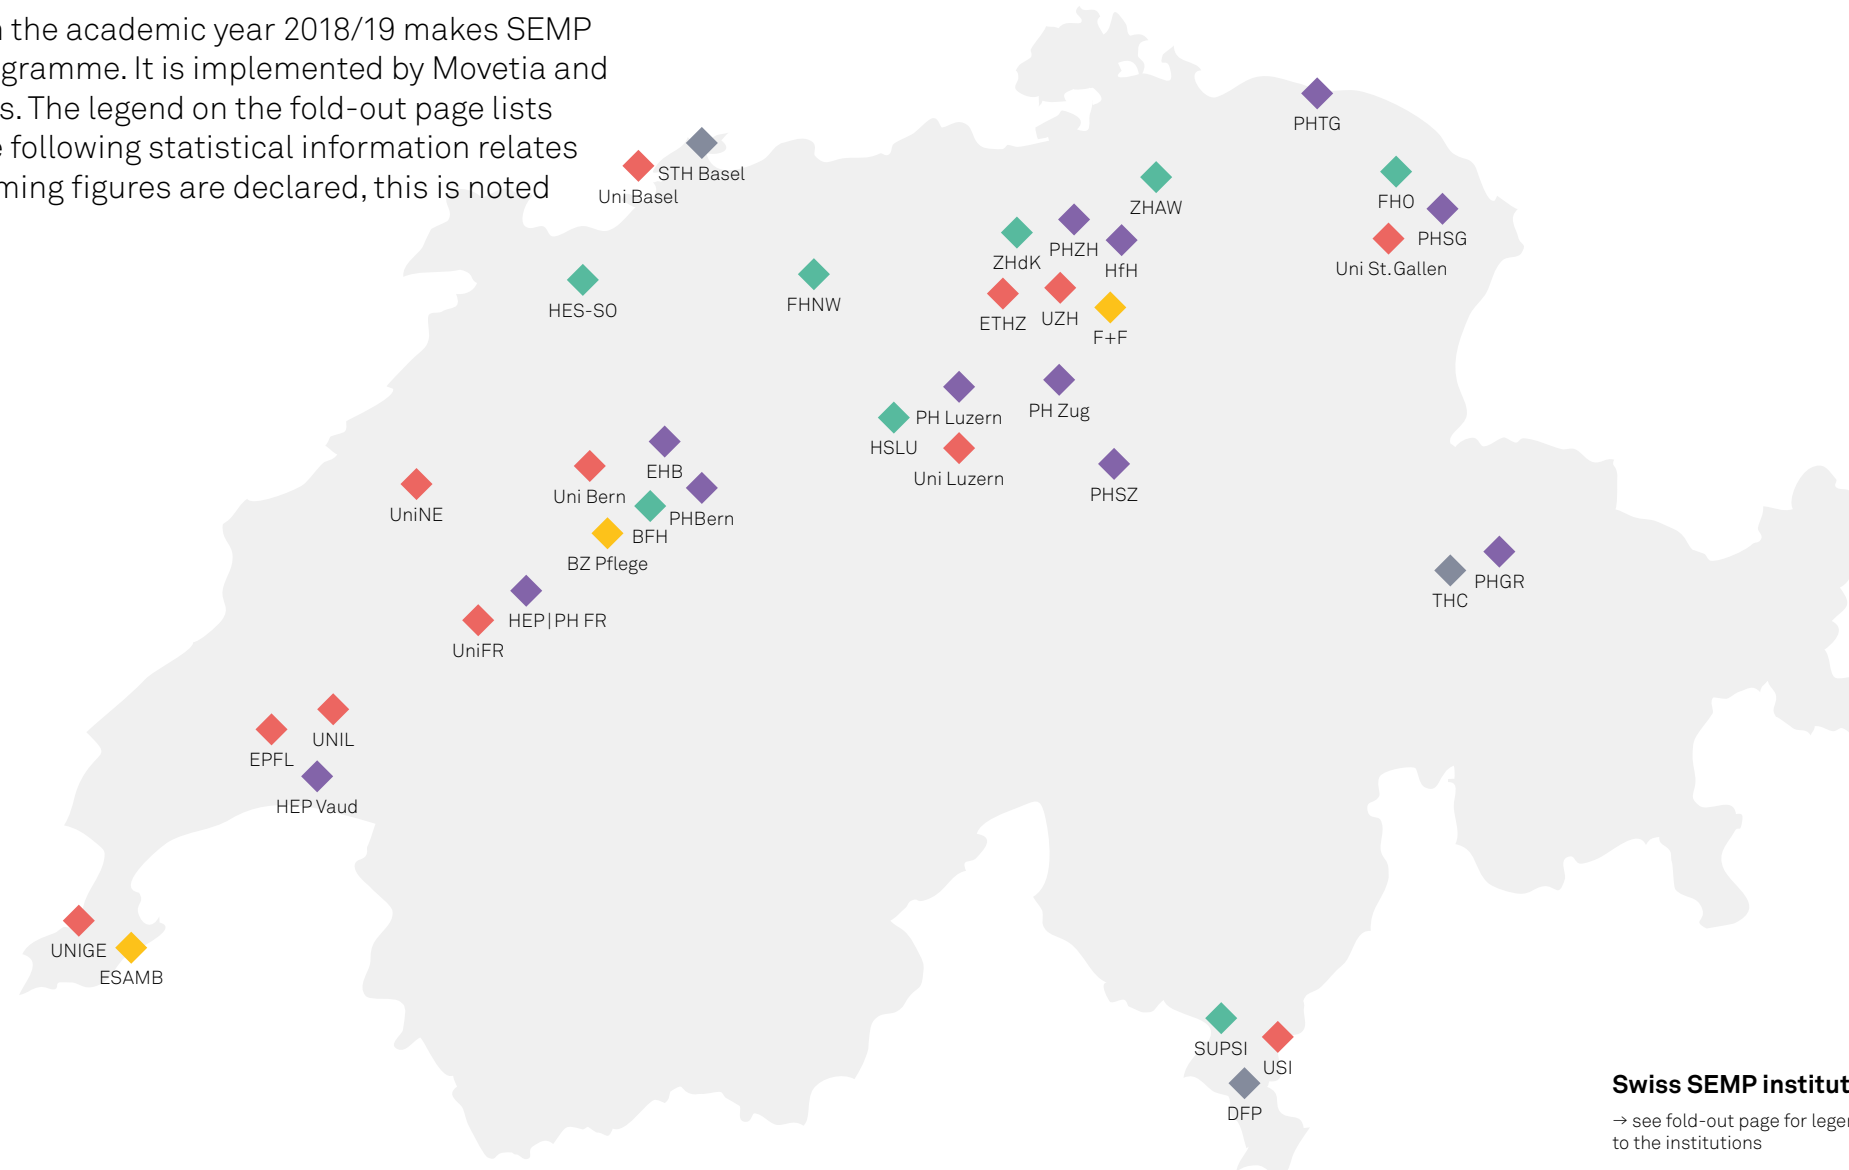 the academic year 2018/19 makes SEMP
gramme. It is implemented by Movetia and
s. The legend on the fold-out page lists
following statistical information relates
ming figures are declared, this is noted
PHTG
STH Basel
Uni Basel
ZHAW
FHO
PHSG
Uni St.Gallen
ZHdK
PHZH
HfH
HES-SO
FHNW
ETHZ
UZH
F+F
PH Luzern
PH Zug
HSLU
Uni Luzern
EHB
Uni Bern
PHSZ
UniNE
PHBern
BFH
BZ Pflege
PHGR
THC
HEP|PH FR
UniFR
UNIL
EPFL
HEP Vaud
UNIGE
ESAMB
SUPSI
USI
DFP
Swiss SEMP institut
→ see fold-out page for leger
to the institutions